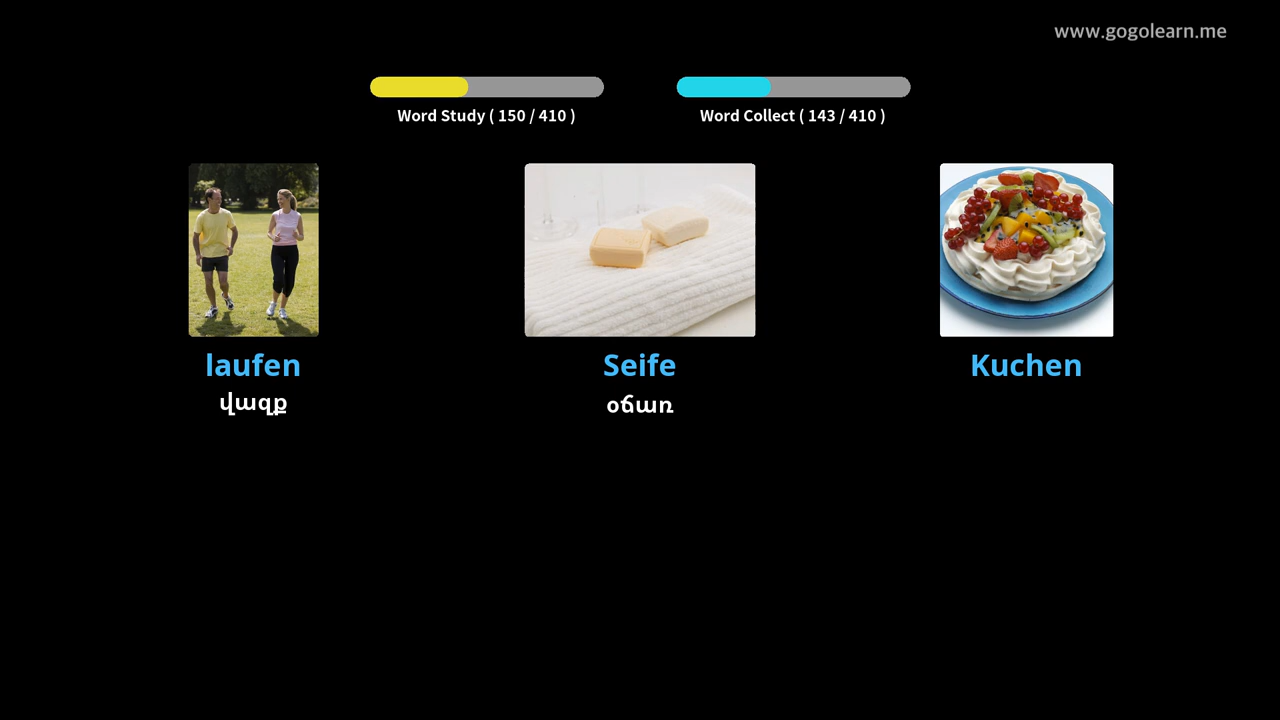 www.gogolearn.me
Word Study ( 150 / 410 )
Word Collect ( 143 / 410 )
laufen
վազք
Seife
օճառ
Kuchen